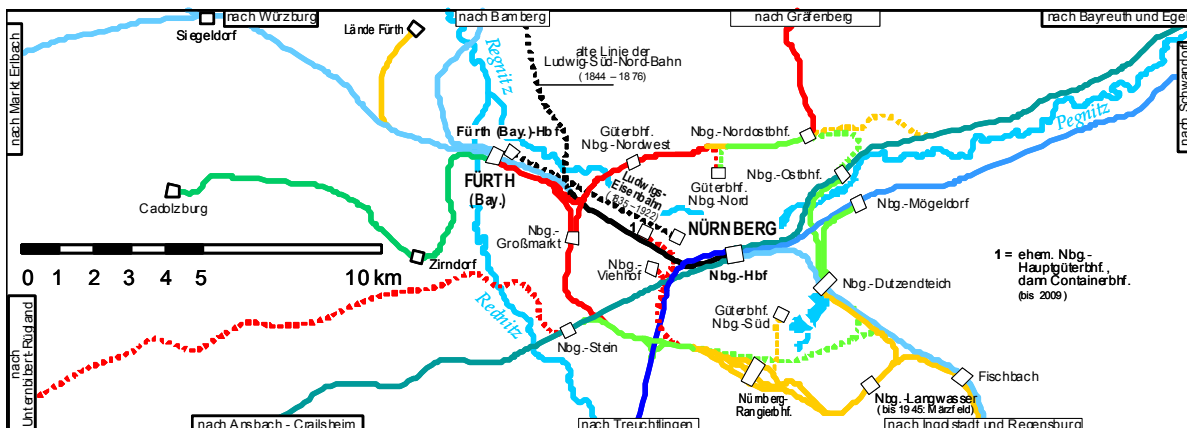 nach Würzburg
nach Bamberg
nach Gräfenberg
nach Bayreuth und Eger
nach Markt Erlbach
nach Schwandorf
Siegelsdorf
Lände Fürth
Regnitz
alte Linie der
Ludwig-Süd-Nord-Bahn
(1844 – 1876)
Pegnitz
Fürth (Bay.)-Hbf
Güterbhf.
Nbg.-Nordwest
Nbg.-Nordostbhf.
FÜRTH
(Bay.)
Ludwigs-
Eisenbahn
(1835–1922)
Güterbhf.
Nbg.-Nord
Nbg.-Ostbhf.
Cadolzburg
Nbg.-Mögeldorf
NÜRNBERG
Nbg.-
Großmarkt
Zirndorf
Nbg.-
Viehhof
Nbg.-Hbf
1 = ehem. Nbg.-
Hauptgüterbhf.,
dann Containerbhf.
(bis 2009)
0 1 2 3 4 5 10 km
Nbg.-Dutzendteich
Rednitz
Güterbhf.
Nbg.-Süd
nach
Unternbibert-Rügland
Nbg.-Stein
Fischbach
Nürnberg-
Rangierbhf.
Nbg.-Langwasser
(bis 1945: Märzfeld)
nach Ansbach - Crailsheim
nach Treuchtlingen
nach Ingolstadt und Regensburg